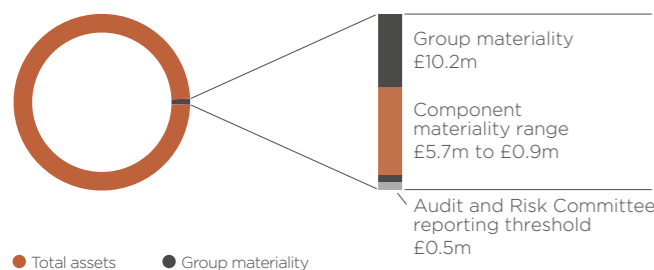 Group materiality
£10.2m
Component
materiality range
£5.7m to £0.9m
Audit and Risk Committee
reporting threshold
£0.5m
Total assets
Group materiality